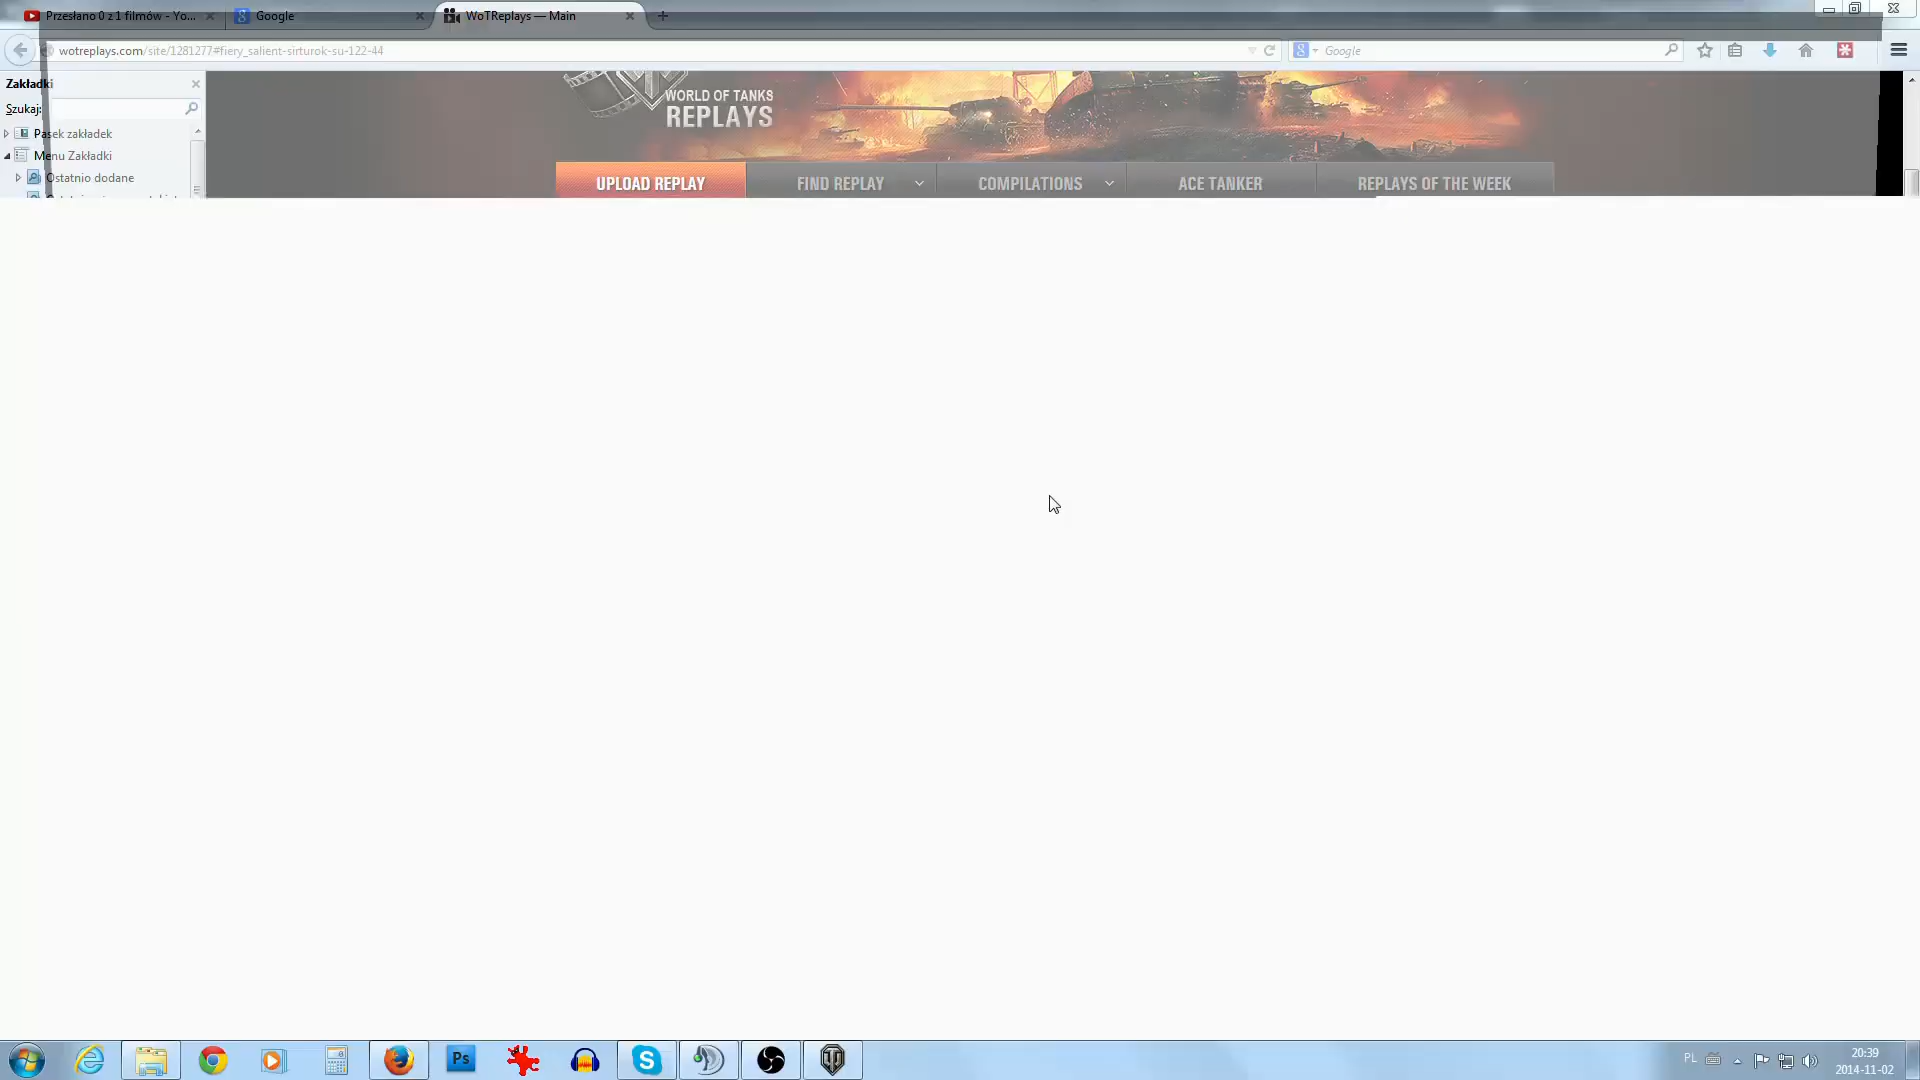 Przesłano 0 z 1 filmów - Yo...
Google
WoTReplays — Main
wotreplays.com/site/1281277#fiery_salient-sirturok-su-122-44
Google
Zakładki
Szukaj:
Pasek zakładek
Menu Zakładki
Ostatnio dodane
WORLD OF TANKS
REPLAYS
UPLOAD REPLAY
FIND REPLAY
COMPILATIONS
ACE TANKER
REPLAYS OF THE WEEK
Ps
PL
20:39
2014-11-02